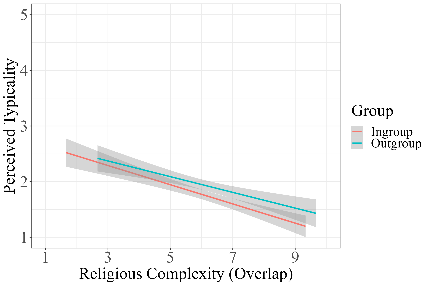 5
4
3
2
1
Perceived Typicality
1 3 5 7 9
Religious Complexity (Overlap)
Group
Ingroup
Outgroup